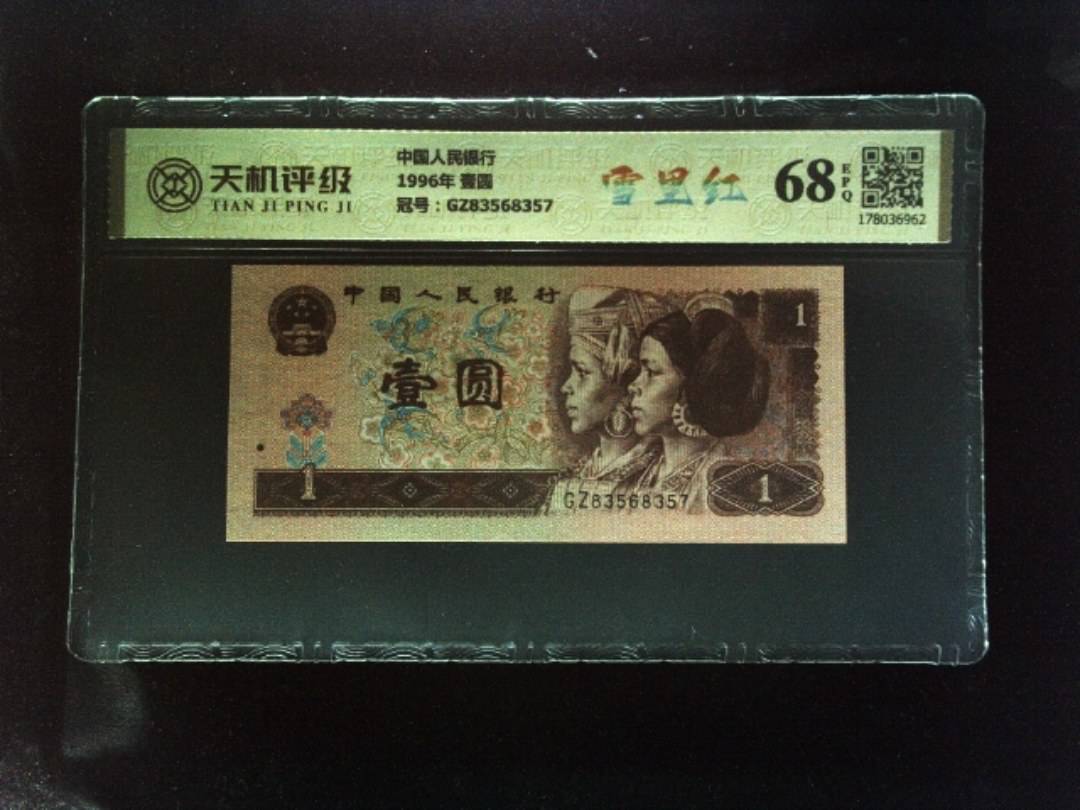 天机评级
TIAN JI PING JI
中国人民银行
1996年 壹圆
冠号：GZ83568357
雪里红
68
EPQ
178036962
中国人民银行
1
壹圆
1
GZ83568357
1